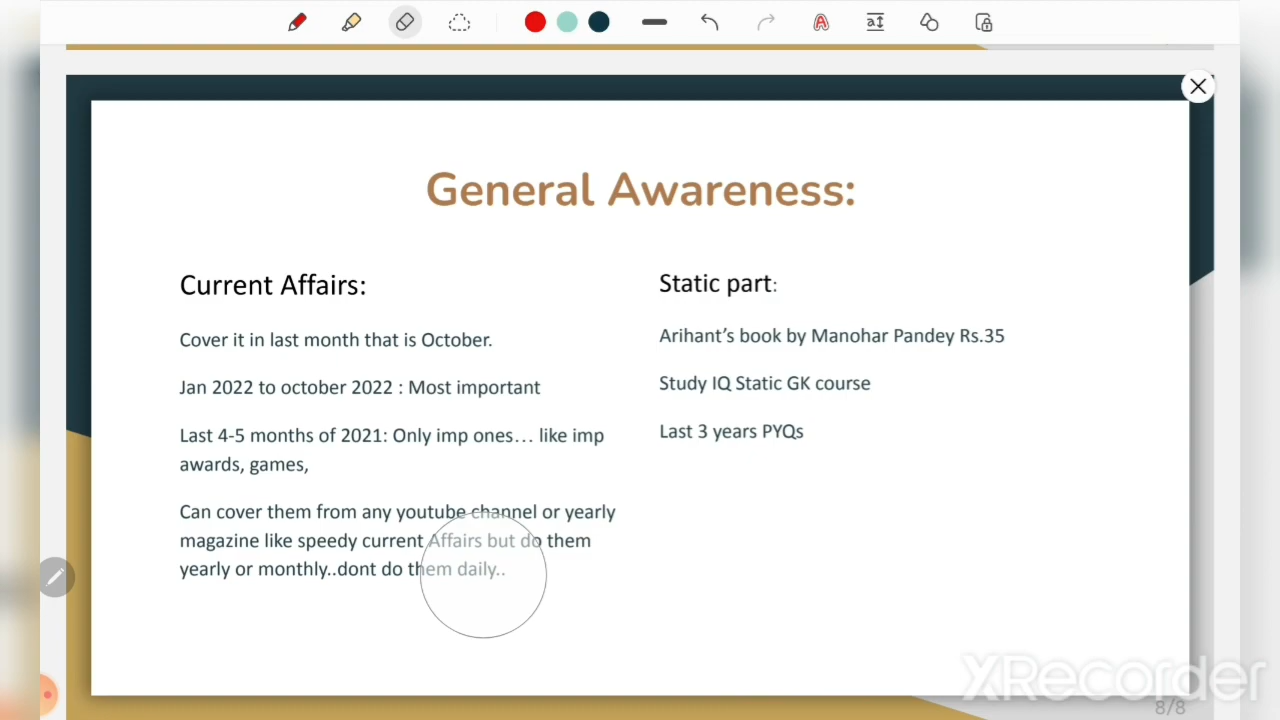 General Awareness:
Current Affairs:
Cover it in last month that is October.
Jan 2022 to october 2022 : Most important
Last 4-5 months of 2021: Only imp ones... like imp
awards, games,
Can cover them from any youtube channel or yearly
magazine like speedy current Affairs but do them
yearly or monthly..dont do them daily..
Static part:
Arihant’s book by Manohar Pandey Rs.35
Study IQ Static GK course
Last 3 years PYQs
XRecorder
8/8